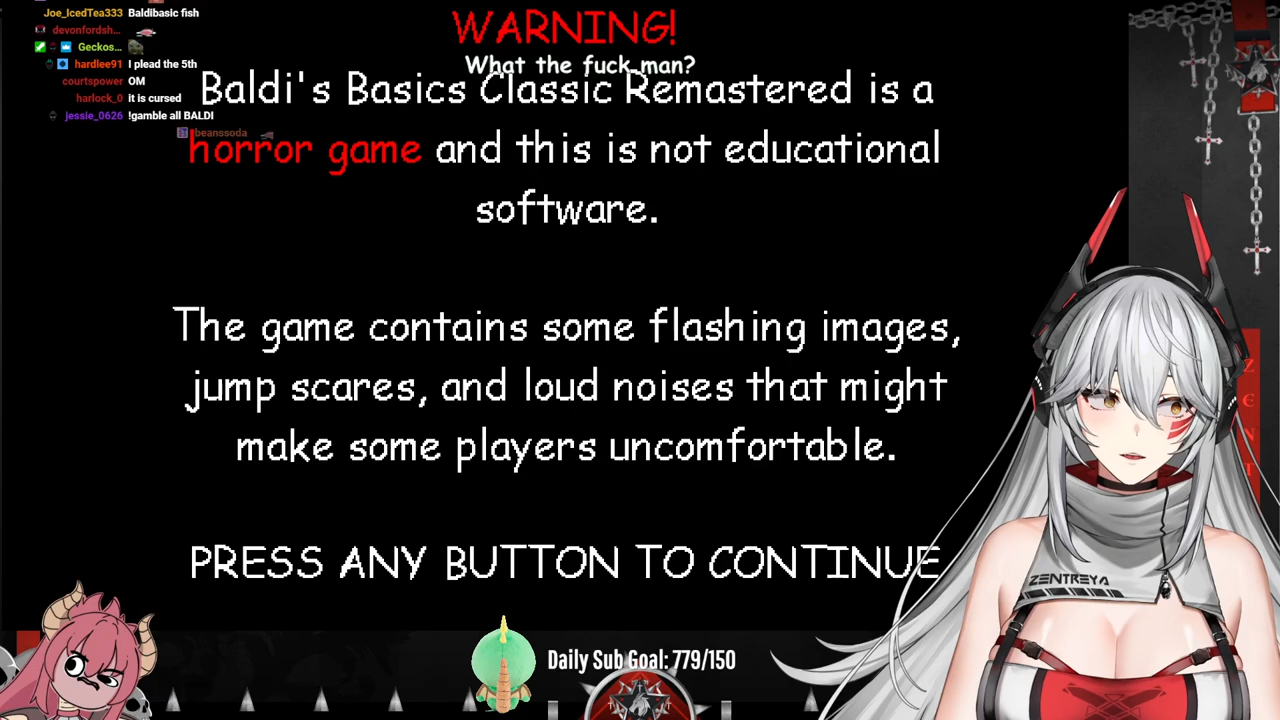 Joe_IcedTea333 Baldibasic fish
devonfordsh...
Geckos...
hardlee91 I plead the 5th
courtspower OM
harlock_0 it is cursed
jessie_0626 !gamble all BALDI
beanssoda
WARNING!
What the fuck man?
Baldi's Basics Classic Remastered is a
horror game and this is not educational
software.
The game contains some flashing images,
jump scares, and loud noises that might
make some players uncomfortable.
PRESS ANY BUTTON TO CONTINUE
ZENTREYA
Daily Sub Goal: 779/150